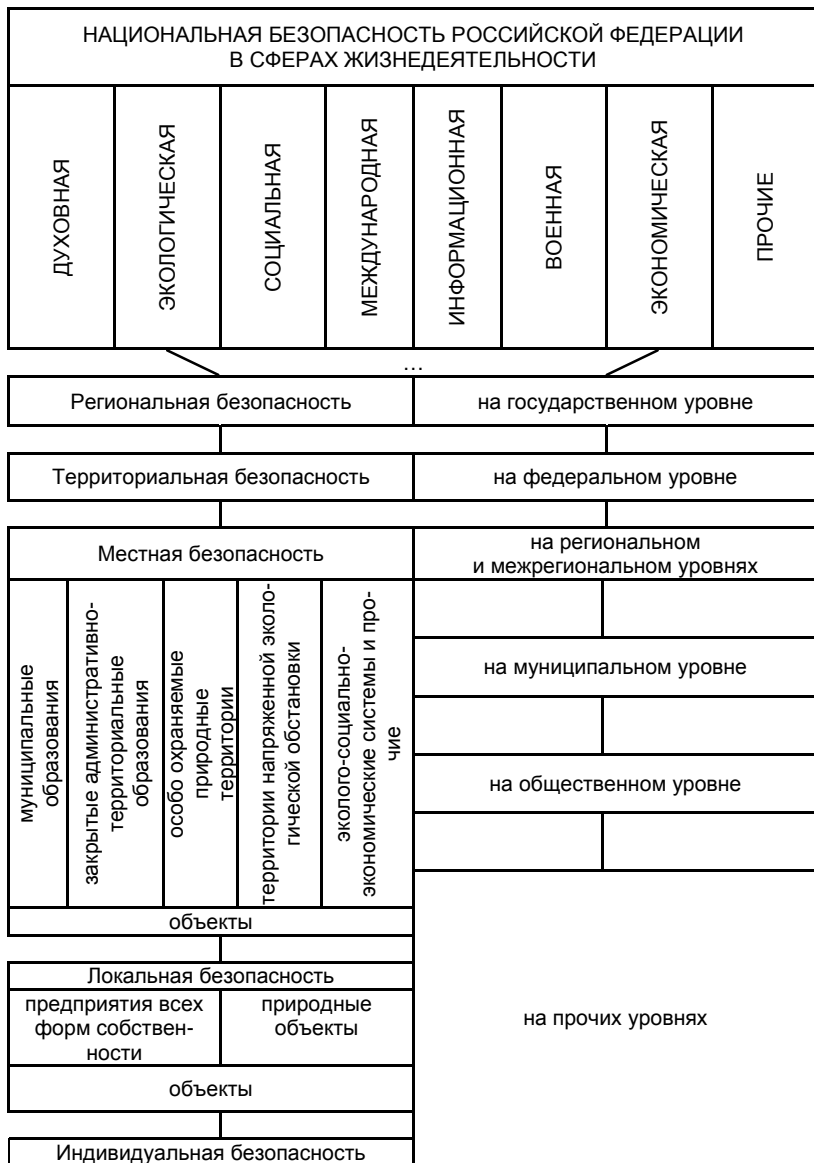 НАЦИОНАЛЬНАЯ БЕЗОПАСНОСТЬ РОССИЙСКОЙ ФЕДЕРАЦИИ
В СФЕРАХ ЖИЗНЕДЕЯТЕЛЬНОСТИ
ДУХОВНАЯ
ЭКОЛОГИЧЕСКАЯ
СОЦИАЛЬНАЯ
МЕЖДУНАРОДНАЯ
ИНФОРМАЦИОННАЯ
ВОЕННАЯ
ЭКОНОМИЧЕСКАЯ
ПРОЧИЕ
...
Региональная безопасность
на государственном уровне
Территориальная безопасность
на федеральном уровне
Местная безопасность
на региональном
и межрегиональном уровнях
муниципальные
образования
закрытые административно-
территориальные
образования
особо охраняемые
природные
территории
территории напряженной эколо-
гической обстановки
эколого-социально-
экономические системы и про-
чие
на муниципальном уровне
на общественном уровне
объекты
Локальная безопасность
предприятия всех
форм собствен-
ности
природные
объекты
на прочих уровнях
объекты
Индивидуальная безопасность